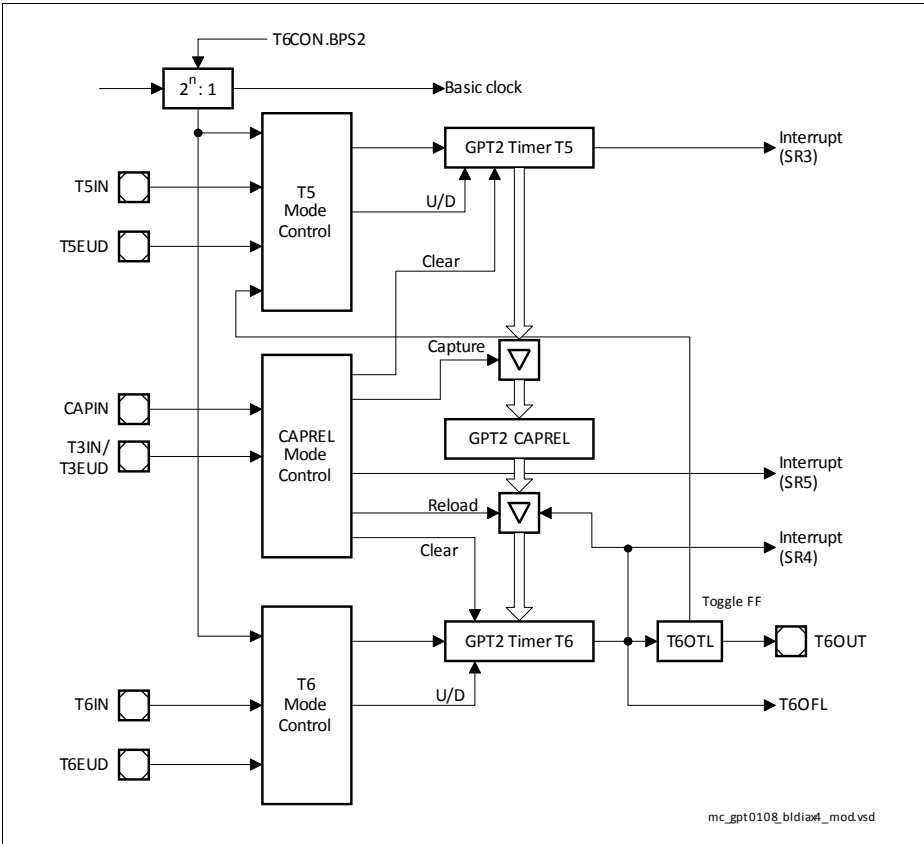 T6CON.BPS2
2^n : 1
Basic clock
GPT2 Timer T5
Interrupt
(SR3)
T5IN
T5
Mode
Control
U/D
T5EUD
Clear
Capture
CAPIN
CAPREL
Mode
Control
GPT2 CAPREL
T3IN/
T3EUD
Interrupt
(SR5)
Reload
Interrupt
(SR4)
Clear
Toggle FF
GPT2 Timer T6
T6OTL
T6OUT
T6
Mode
Control
U/D
T6IN
T6OFL
T6EUD
mc_gpt0108_bldiax4_mod.vsd